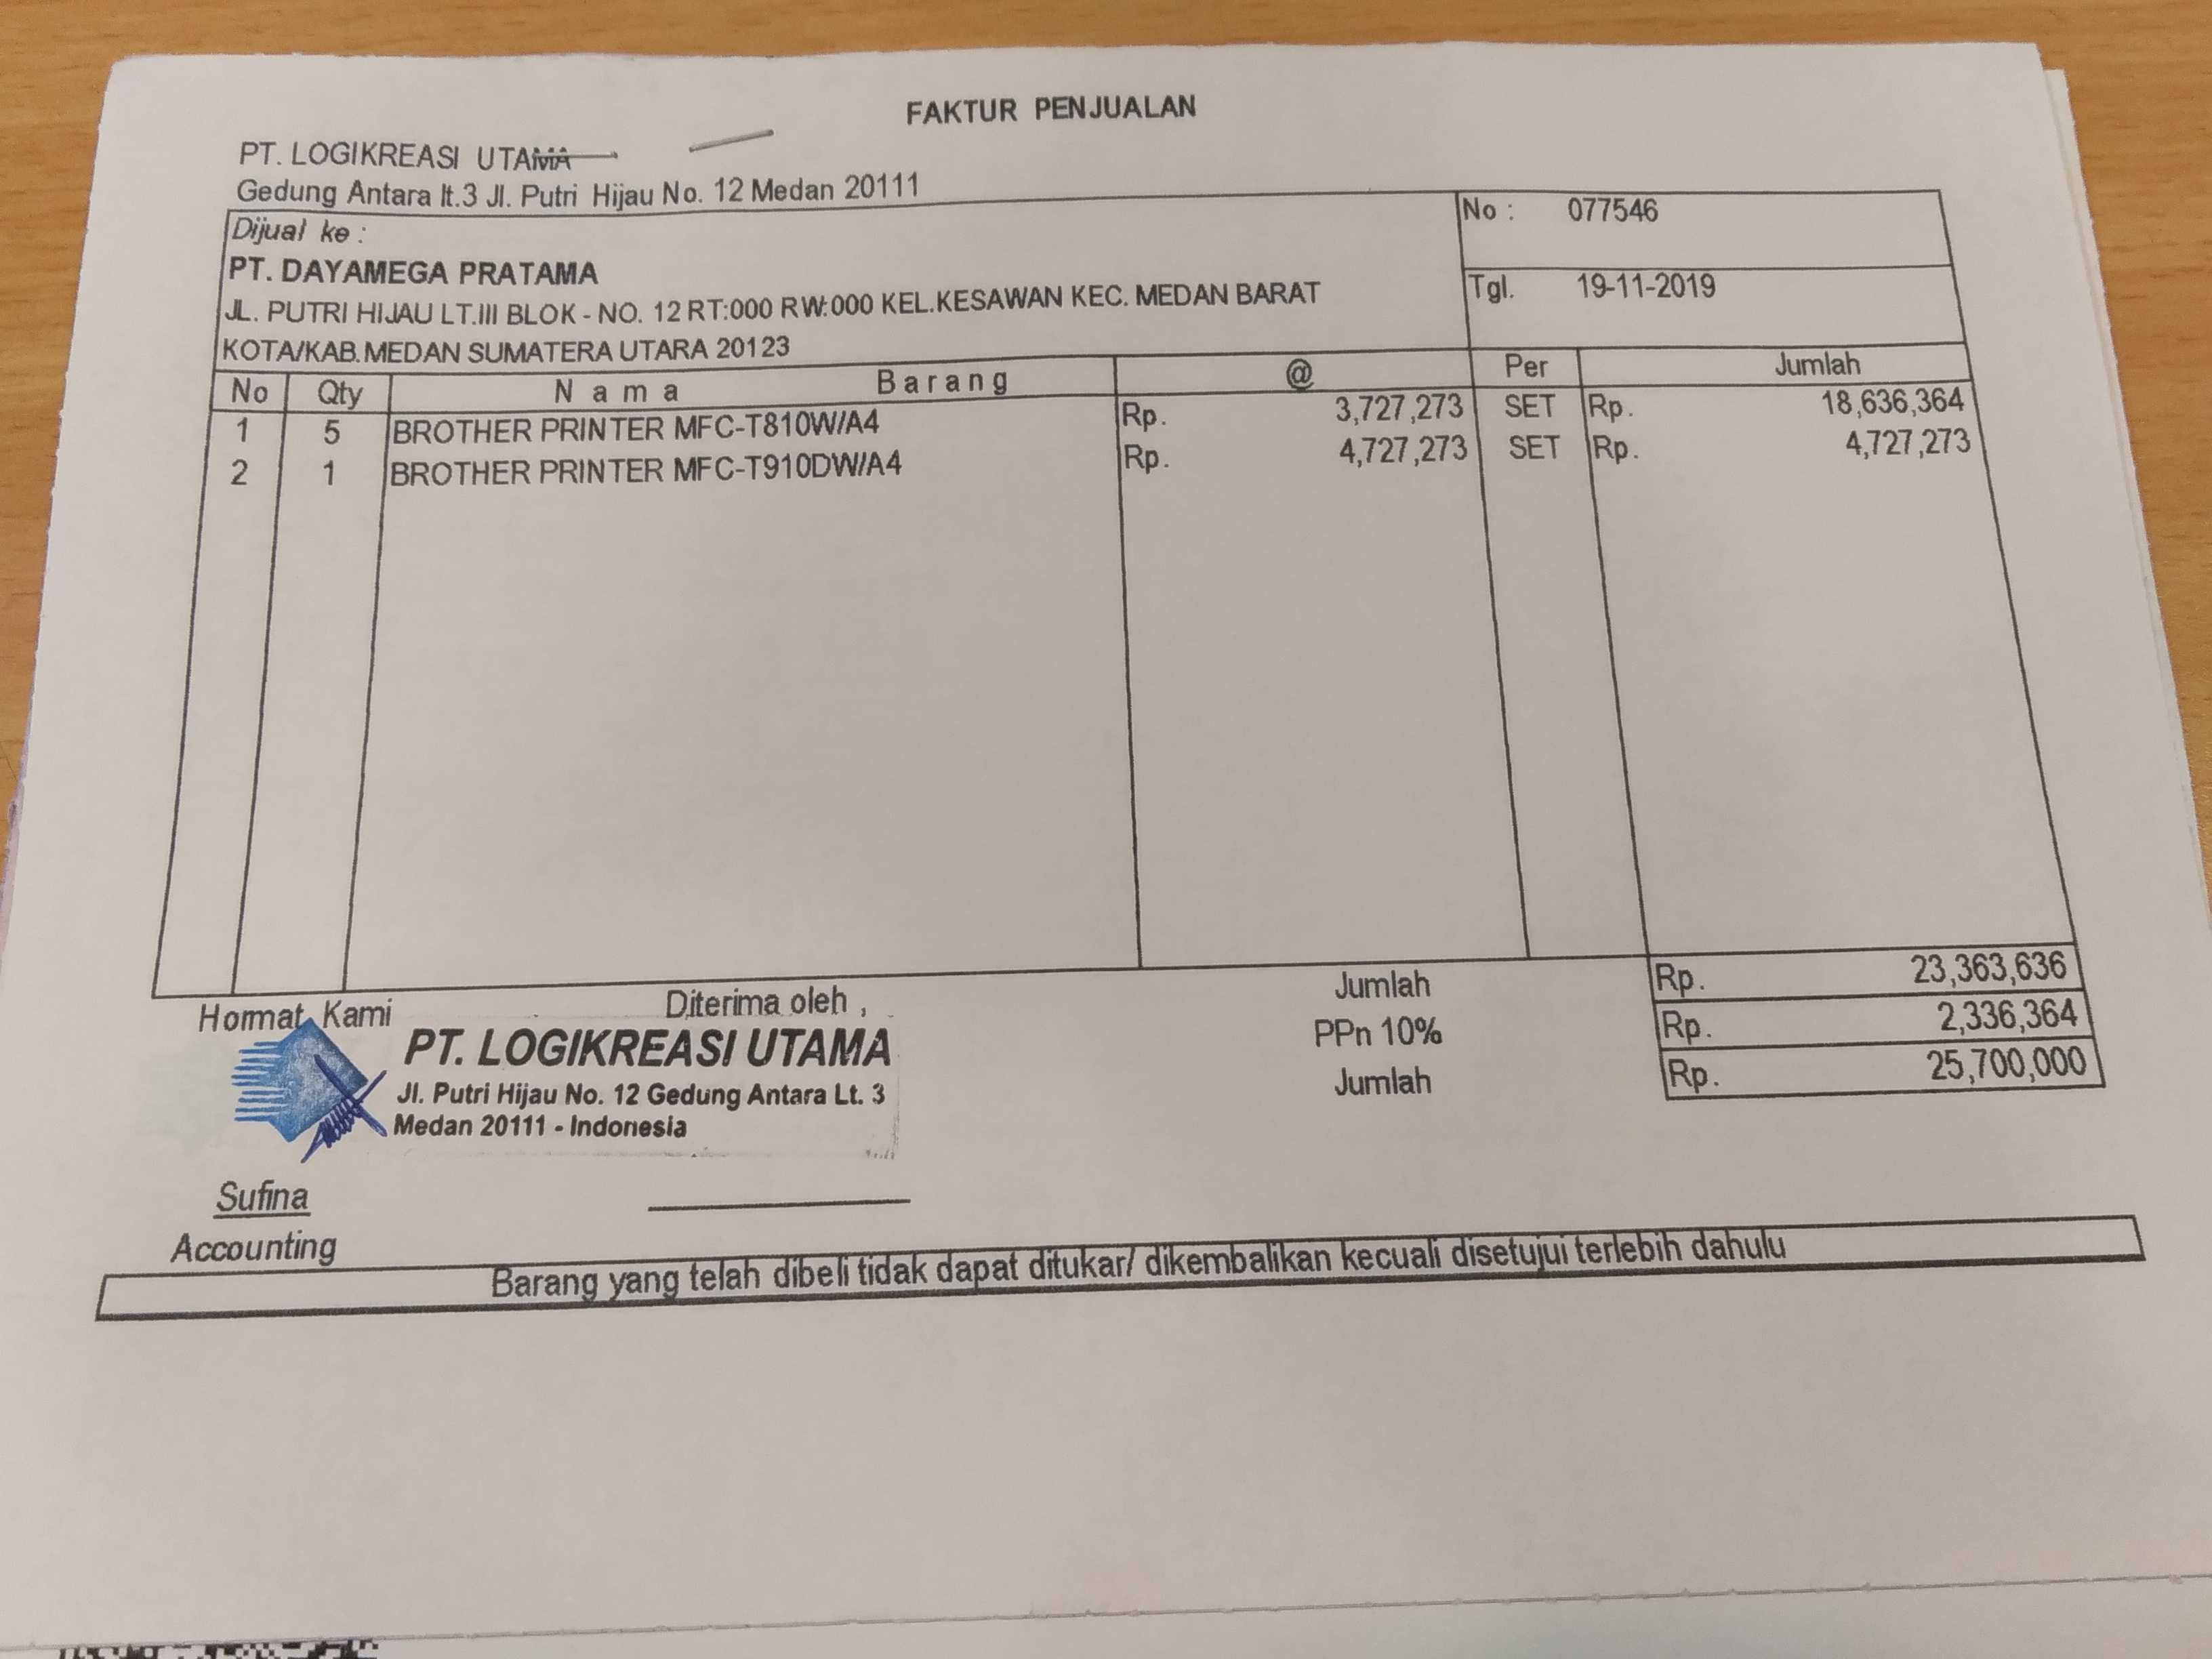 FAKTUR PENJUALAN
PT. LOGIKREASI UTAMA
Gedung Antara lt.3 Jl. Putri Hijau No. 12 Medan 20111
Dijual ke :
PT. DAYAMEGA PRATAMA
JL. PUTRI HIJAU LT.III BLOK - NO. 12 RT:000 RW:000 KEL.KESAWAN KEC. MEDAN BARAT
KOTA/KAB.MEDAN SUMATERA UTARA 20123
No : 077546
Tgl. 19-11-2019
No Qty Nama Barang @ Per Jumlah
1 5 BROTHER PRINTER MFC-T810W/A4 Rp. 3,727,273 SET Rp. 18,636,364
2 1 BROTHER PRINTER MFC-T910DW/A4 Rp. 4,727,273 SET Rp. 4,727,273
Jumlah Rp. 23,363,636
PPn 10% Rp. 2,336,364
Jumlah Rp. 25,700,000
Hormat Kami Diterima oleh ,
PT. LOGIKREASI UTAMA
Jl. Putri Hijau No. 12 Gedung Antara Lt. 3
Medan 20111 - Indonesia
Sufina
Accounting
Barang yang telah dibeli tidak dapat ditukar/ dikembalikan kecuali disetujui terlebih dahulu